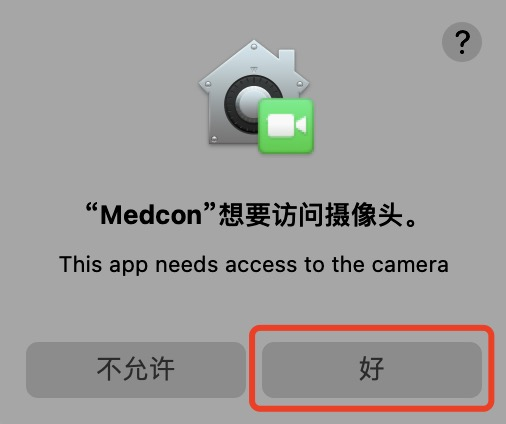 ?
“Medcon”想要访问摄像头。
This app needs access to the camera
不允许
好